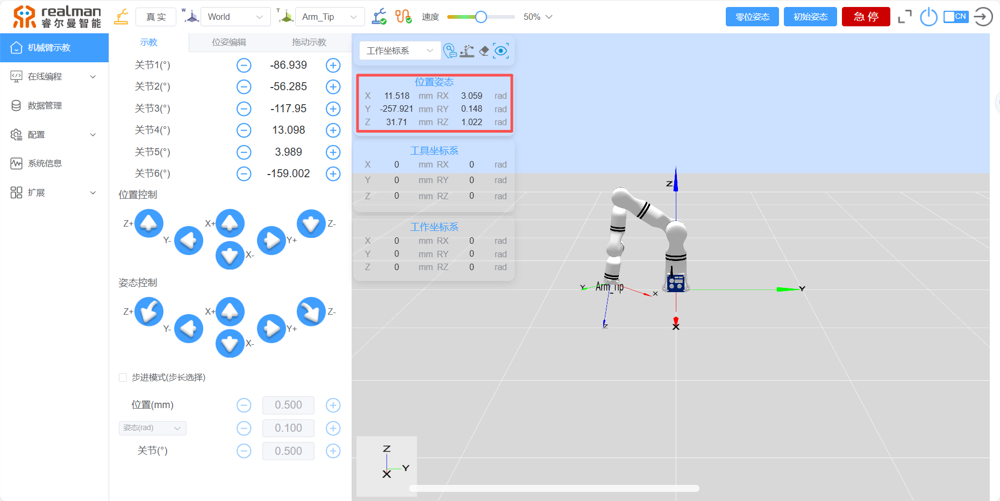 realman
睿尔曼智能
真 实
W
World
T
Arm_Tip
速度
50%
零位姿态
初始姿态
急 停
CN
机械臂示教
在线编程
数据管理
配置
系统信息
扩展
示教
位姿编辑
拖动示教
关节1(°) -86.939
关节2(°) -56.285
关节3(°) -117.95
关节4(°) 13.098
关节5(°) 3.989
关节6(°) -159.002
位置控制
Z+ X+ Z-
Y- Y+
X-
姿态控制
Z+ X+ Z-
Y- Y+
X-
步进模式(步长选择)
位置(mm) 0.500
姿态(rad) 0.100
关节(°) 0.500
工作坐标系
位置姿态
X 11.518 mm RX 3.059 rad
Y -257.921 mm RY 0.148 rad
Z 31.71 mm RZ 1.022 rad
工具坐标系
X 0 mm RX 0 rad
Y 0 mm RY 0 rad
Z 0 mm RZ 0 rad
工作坐标系
X 0 mm RX 0 rad
Y 0 mm RY 0 rad
Z 0 mm RZ 0 rad
Z
Y
X
Y
Arm_Tip
X
Z
Z
Y
X